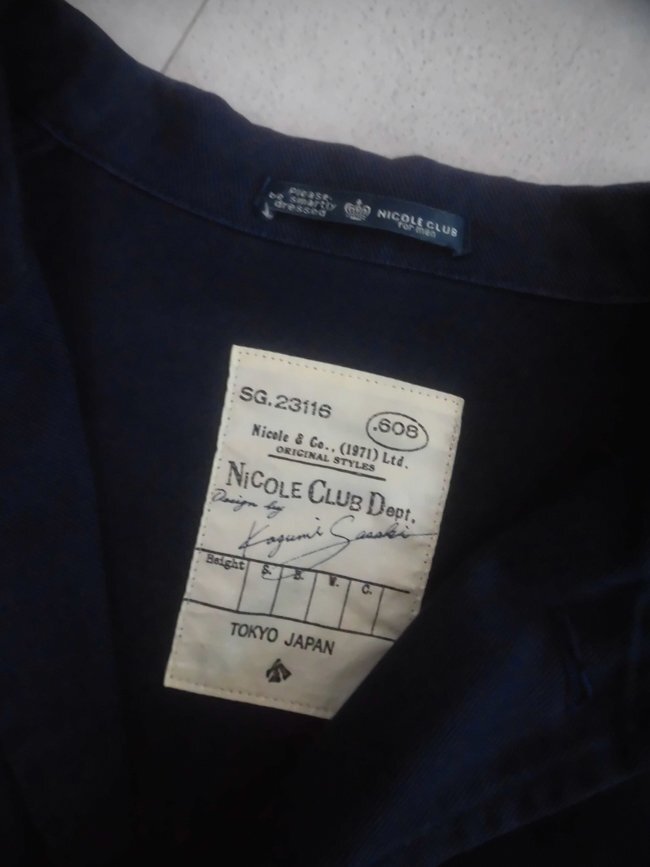 Please,
be smartly
dressed
NICOLE CLUB
for men
SG.23116
.608
Nicole & Co., (1971) Ltd.
ORIGINAL STYLES
NICOLE CLUB Dept.
Design by
Kazumi Sasaki
Height S. B. W. C.
TOKYO JAPAN